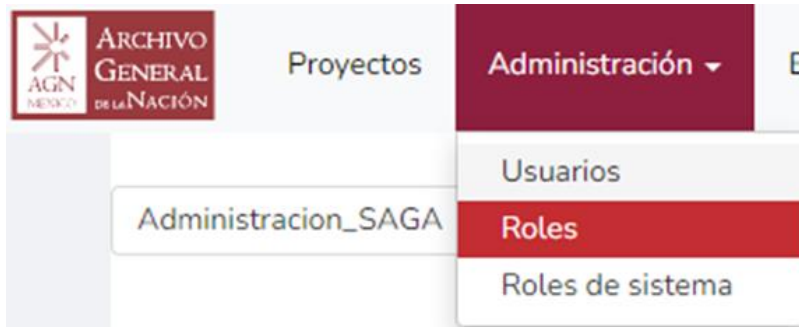 ARCHIVO
GENERAL
DE LA NACIÓN
AGN
MÉXICO
Proyectos
Administración
Usuarios
Roles
Roles de sistema
Administracion_SAGA